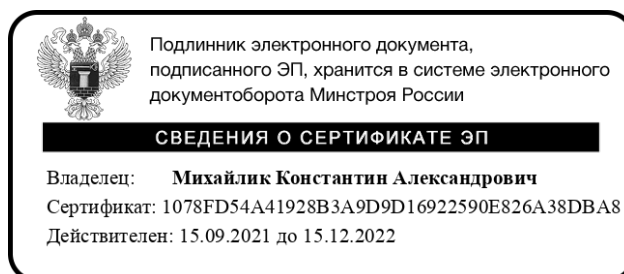 Подлинник электронного документа,
подписанного ЭП, хранится в системе электронного
документоборота Минстроя России
СВЕДЕНИЯ О СЕРТИФИКАТЕ ЭП
Владелец: Михайлик Константин Александрович
Сертификат: 1078FD54A41928B3A9D9D16922590E826A38DBA8
Действителен: 15.09.2021 до 15.12.2022